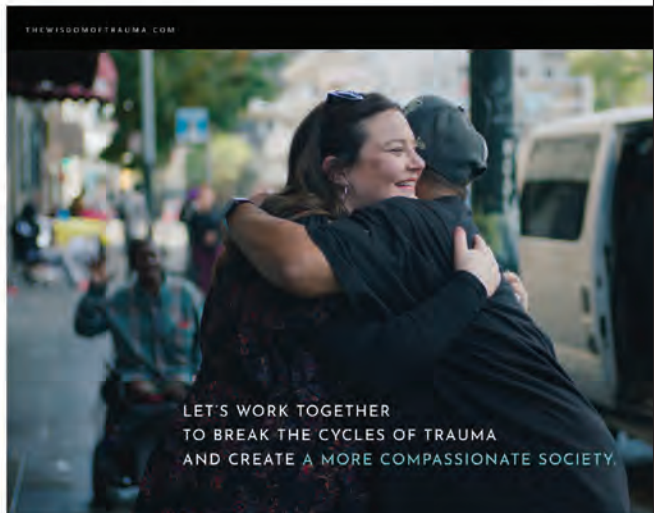 THEWISDOMOFTRAUMA.COM
LET'S WORK TOGETHER
TO BREAK THE CYCLES OF TRAUMA
AND CREATE A MORE COMPASSIONATE SOCIETY.